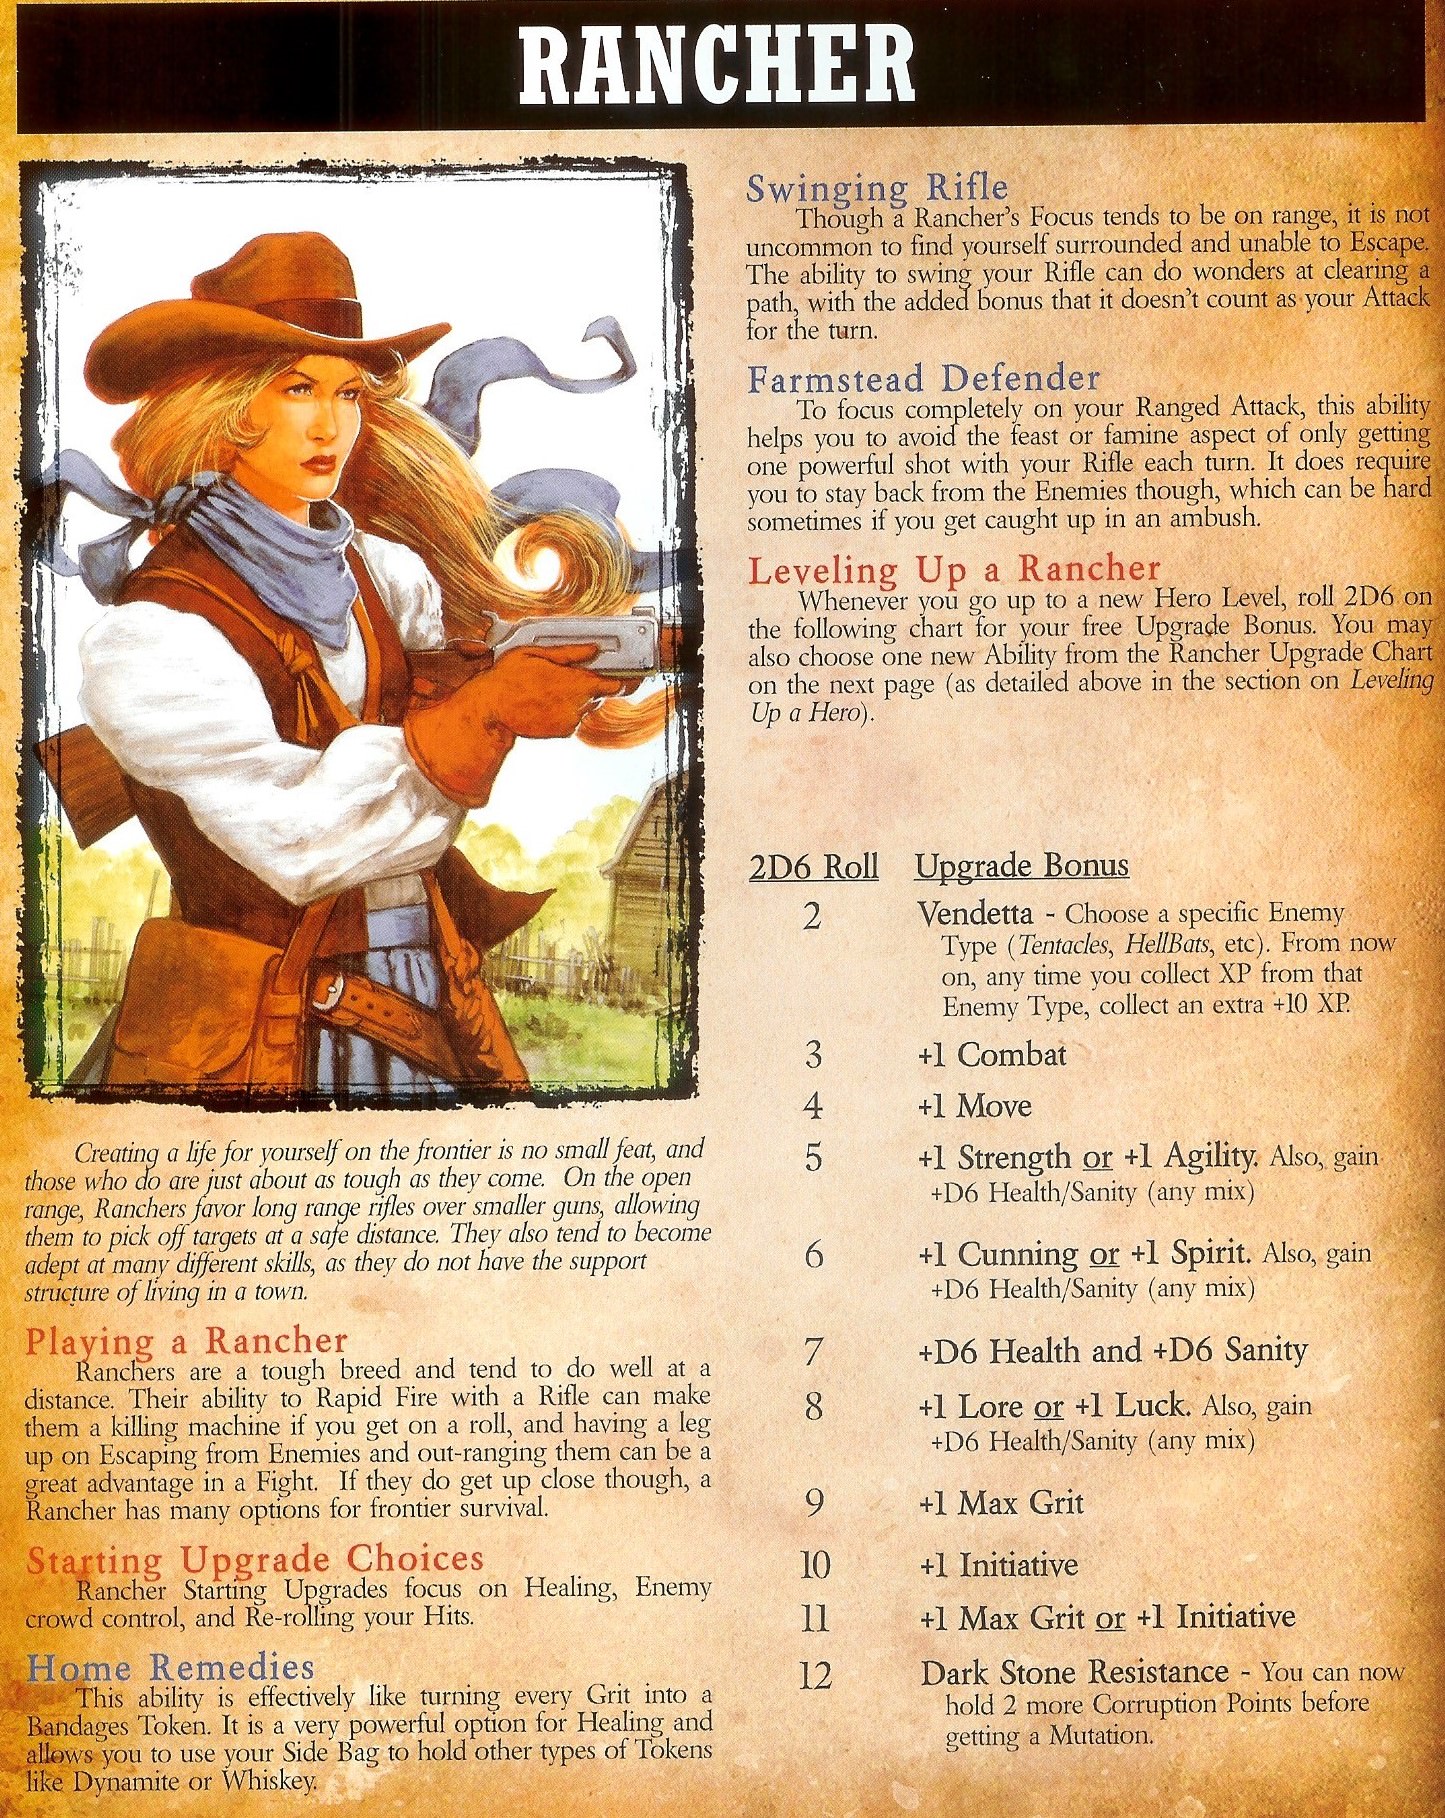 RANCHER
Creating a life for yourself on the frontier is no small feat, and
those who do are just about as tough as they come. On the open
range, Ranchers favor long range rifles over smaller guns, allowing
them to pick off targets at a safe distance. They also tend to become
adept at many different skills, as they do not have the support
structure of living in a town.
Playing a Rancher
Ranchers are a tough breed and tend to do well at a
distance. Their ability to Rapid Fire with a Rifle can make
them a killing machine if you get on a roll, and having a leg
up on Escaping from Enemies and out-ranging them can be a
great advantage in a Fight. If they do get up close though, a
Rancher has many options for frontier survival.
Starting Upgrade Choices
Rancher Starting Upgrades focus on Healing, Enemy
crowd control, and Re-rolling your Hits.
Home Remedies
This ability is effectively like turning every Grit into a
Bandages Token. It is a very powerful option for Healing and
allows you to use your Side Bag to hold other types of Tokens
like Dynamite or Whiskey.
Swinging Rifle
Though a Rancher's Focus tends to be on range, it is not
uncommon to find yourself surrounded and unable to Escape.
The ability to swing your Rifle can do wonders at clearing a
path, with the added bonus that it doesn't count as your Attack
for the turn.
Farmstead Defender
To focus completely on your Ranged Attack, this ability
helps you to avoid the feast or famine aspect of only getting
one powerful shot with your Rifle each turn. It does require
you to stay back from the Enemies though, which can be hard
sometimes if you get caught up in an ambush.
Leveling Up a Rancher
Whenever you go up to a new Hero Level, roll 2D6 on
the following chart for your free Upgrade Bonus. You may
also choose one new Ability from the Rancher Upgrade Chart
on the next page (as detailed above in the section on Leveling
Up a Hero).
2D6 Roll Upgrade Bonus
2 Vendetta - Choose a specific Enemy
Type (Tentacles, HellBats, etc). From now
on, any time you collect XP from that
Enemy Type, collect an extra +10 XP.
3 +1 Combat
4 +1 Move
5 +1 Strength or +1 Agility. Also, gain
+D6 Health/Sanity (any mix)
6 +1 Cunning or +1 Spirit. Also, gain
+D6 Health/Sanity (any mix)
7 +D6 Health and +D6 Sanity
8 +1 Lore or +1 Luck. Also, gain
+D6 Health/Sanity (any mix)
9 +1 Max Grit
10 +1 Initiative
11 +1 Max Grit or +1 Initiative
12 Dark Stone Resistance - You can now
hold 2 more Corruption Points before
getting a Mutation.